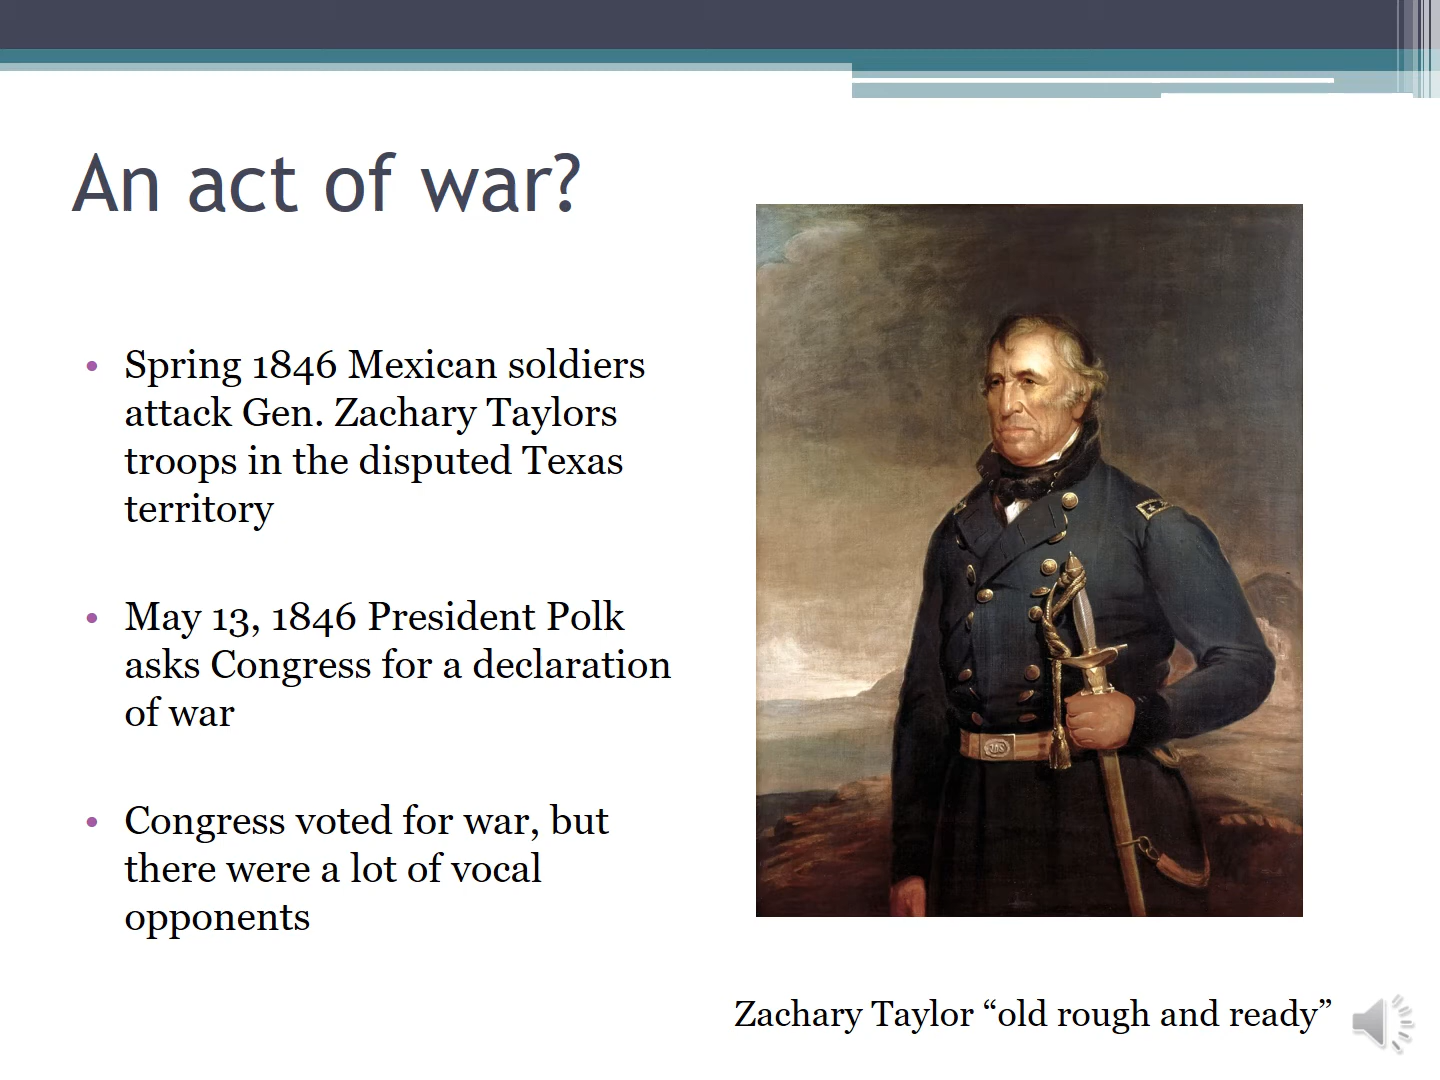 An act of war?
• Spring 1846 Mexican soldiers
attack Gen. Zachary Taylors
troops in the disputed Texas
territory
• May 13, 1846 President Polk
asks Congress for a declaration
of war
• Congress voted for war, but
there were a lot of vocal
opponents
Zachary Taylor “old rough and ready”